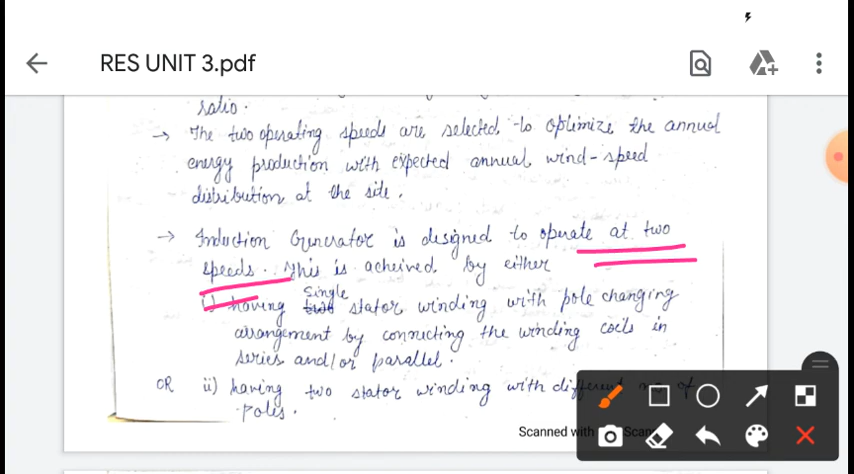 RES UNIT 3.pdf
ratio.
→ The two operating speeds are selected to optimize the annual
energy production with expected annual wind-speed
distribution at the side.
→ Induction Generator is designed to operate at two
speeds. This is acheived by either
Single
i) having two stator winding with pole changing
arrangement by connecting the winding coils in
series and/or parallel.
OR ii) having two stator winding with different no of
poles.
Scanned with